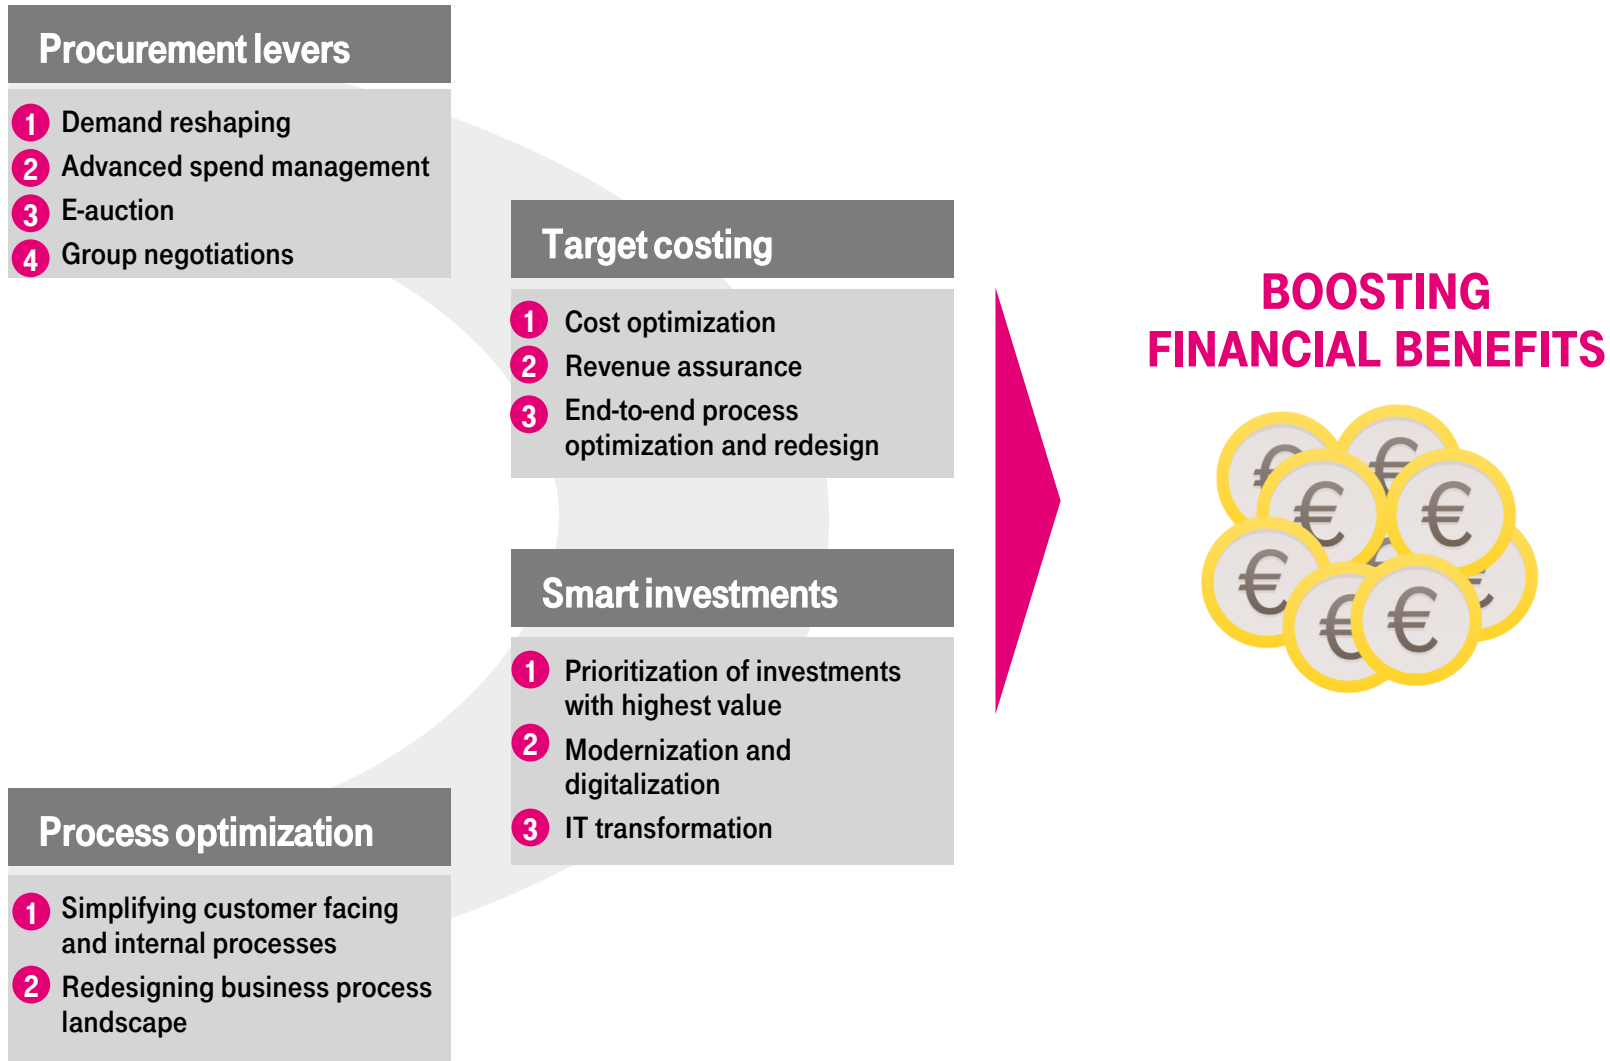 Procurement levers
1 Demand reshaping
2 Advanced spend management
3 E-auction
4 Group negotiations
Target costing
1 Cost optimization
2 Revenue assurance
3 End-to-end process
optimization and redesign
Smart investments
1 Prioritization of investments
with highest value
2 Modernization and
digitalization
3 IT transformation
Process optimization
1 Simplifying customer facing
and internal processes
2 Redesigning business process
landscape
BOOSTING
FINANCIAL BENEFITS
€ € € € € € € € €